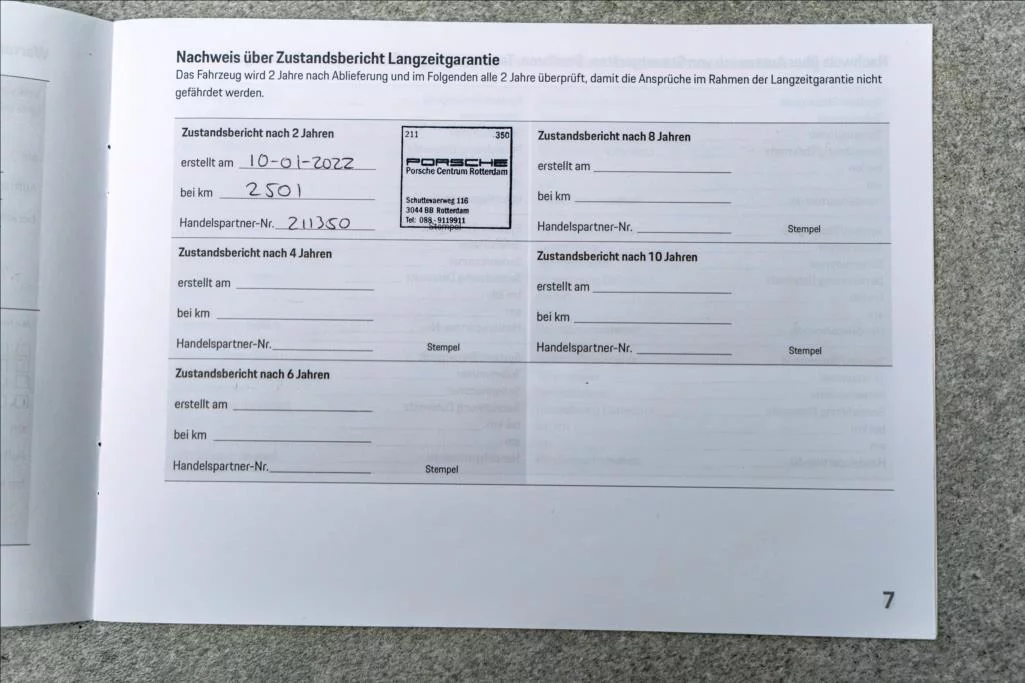 Nachweis über Zustandsbericht Langzeitgarantie
Das Fahrzeug wird 2 Jahre nach Ablieferung und im Folgenden alle 2 Jahre überprüft, damit die Ansprüche im Rahmen der Langzeitgarantie nicht
gefährdet werden.
Zustandsbericht nach 2 Jahren
erstellt am 10-01-2022
bei km 2501
Handelspartner-Nr. 211350
211 350
PORSCHE
Porsche Centrum Rotterdam
Schuttevaerweg 116
3044 BB Rotterdam
Tel: 088-9119911
Stempel
Zustandsbericht nach 4 Jahren
erstellt am
bei km
Handelspartner-Nr.
Stempel
Zustandsbericht nach 6 Jahren
erstellt am
bei km
Handelspartner-Nr.
Stempel
Zustandsbericht nach 8 Jahren
erstellt am
bei km
Handelspartner-Nr.
Stempel
Zustandsbericht nach 10 Jahren
erstellt am
bei km
Handelspartner-Nr.
Stempel
7